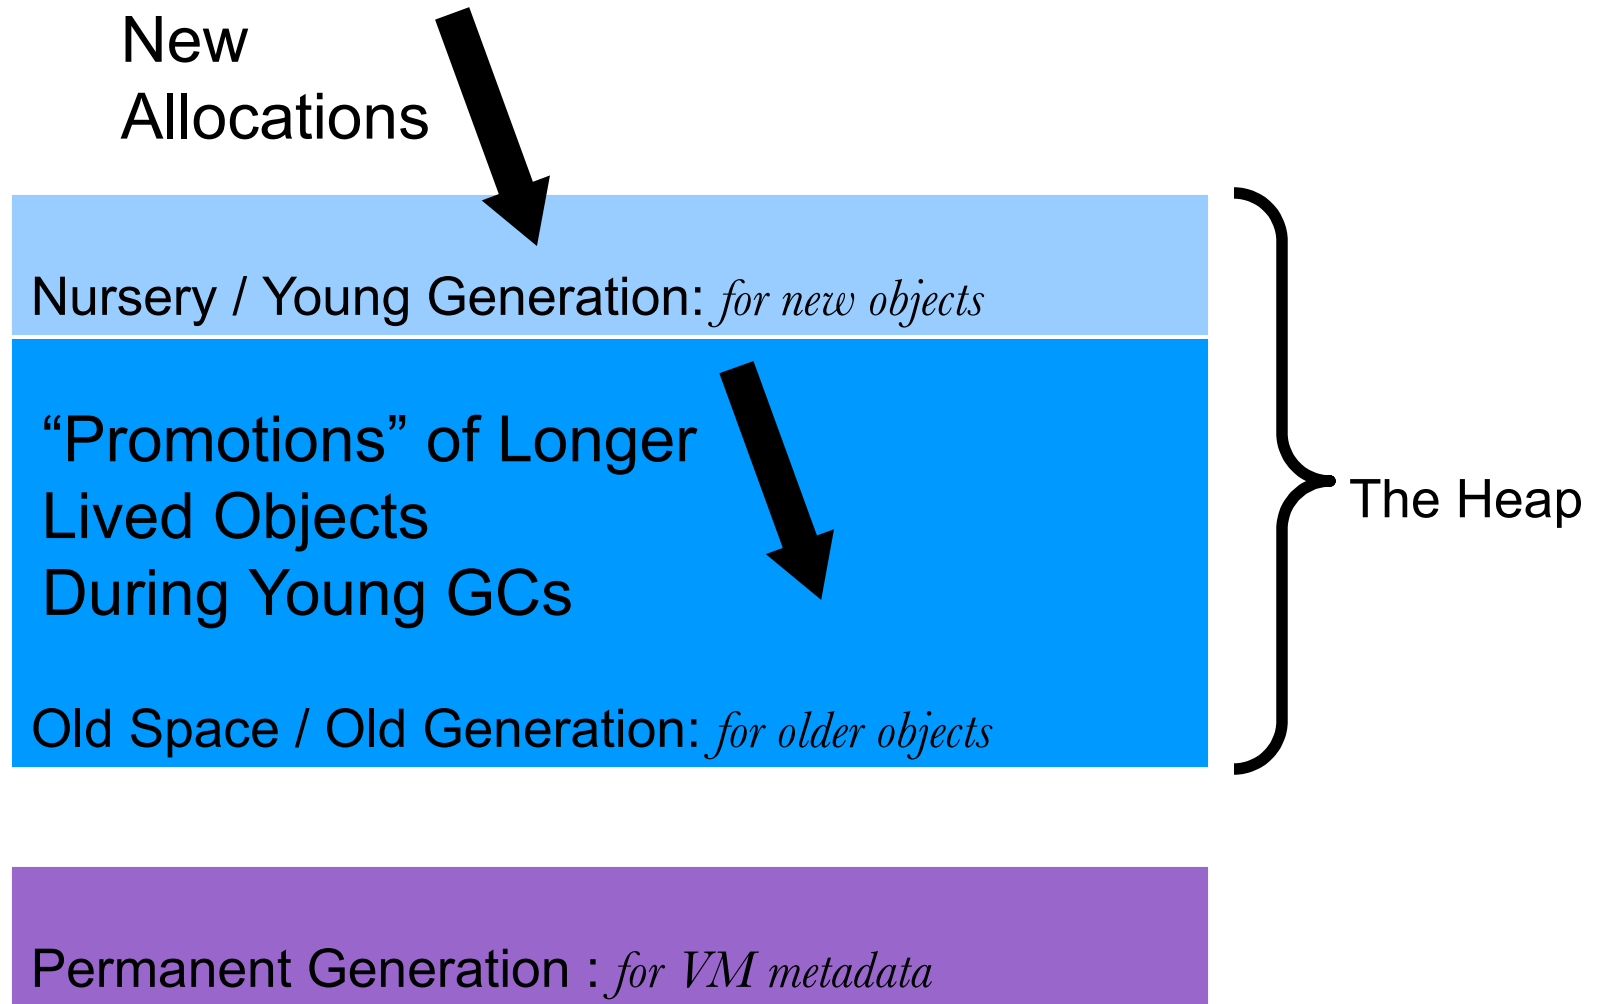 New
Allocations
Nursery / Young Generation: for new objects
“Promotions” of Longer
Lived Objects
During Young GCs
The Heap
Old Space / Old Generation: for older objects
Permanent Generation : for VM metadata